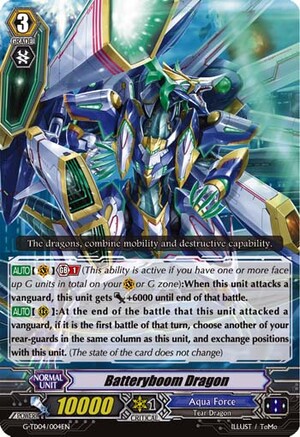 3
GRADE
The dragons, combine mobility and destructive capability.
AUTO [ ] GB 1 (This ability is active if you have one or more face
up G units in total on your or G zone):When this unit attacks a
vanguard, this unit gets +6000 until end of that battle.
AUTO [ ]:At the end of the battle that this unit attacked a
vanguard, if it is the first battle of that turn, choose another of your
rear-guards in the same column as this unit, and exchange positions
with this unit. (The state of the card does not change)
NORMAL
UNIT
Batteryboom Dragon
POWER
10000
1
Aqua Force
Tear Dragon
G-TD04/004EN
ILLUST / ToMo